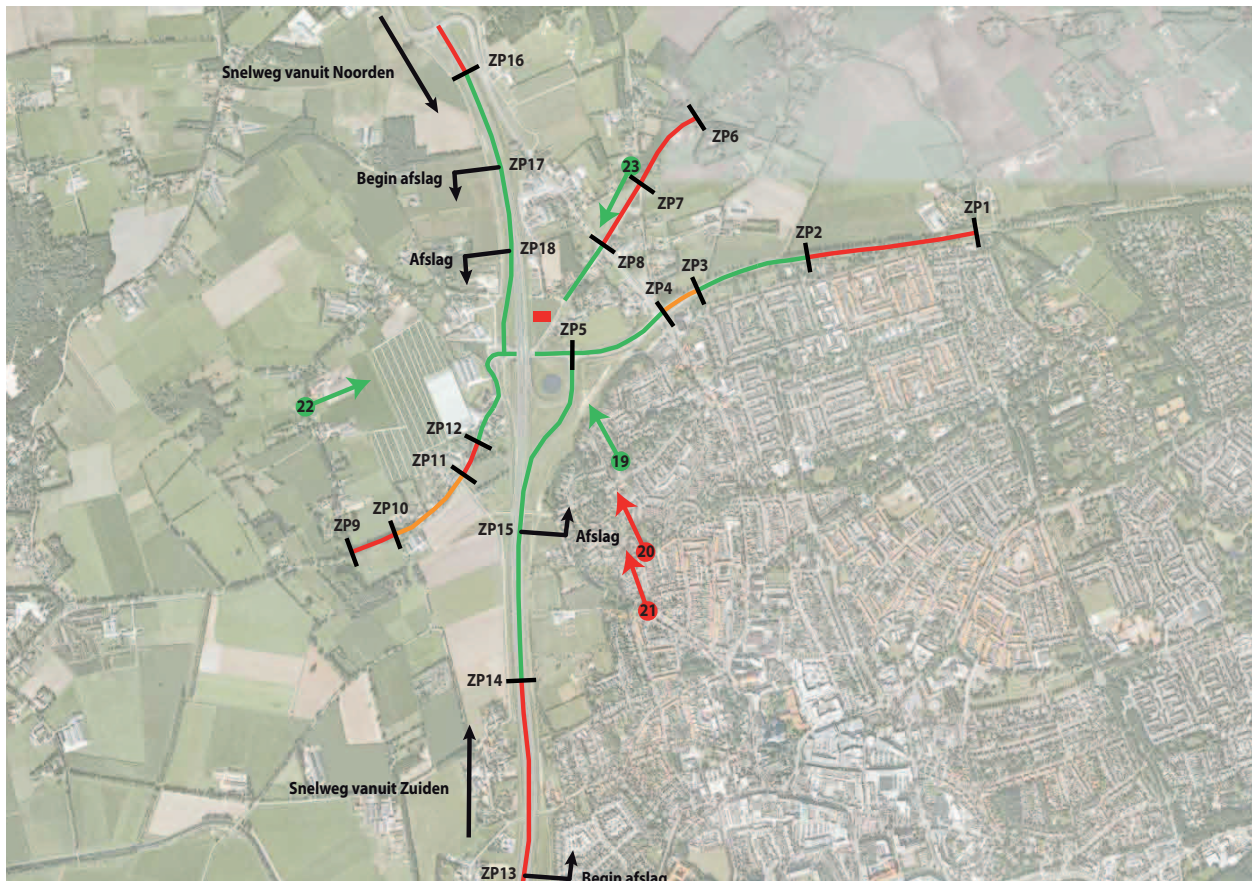 ZP16
Snelweg vanuit Noorden
ZP6
ZP17
23
Begin afslag
ZP7
ZP1
ZP2
ZP18
Afslag
ZP8
ZP3
ZP4
ZP5
22
ZP12
ZP11
19
ZP10
ZP9
ZP15
Afslag
20
21
ZP14
Snelweg vanuit Zuiden
ZP13
Begin afslag